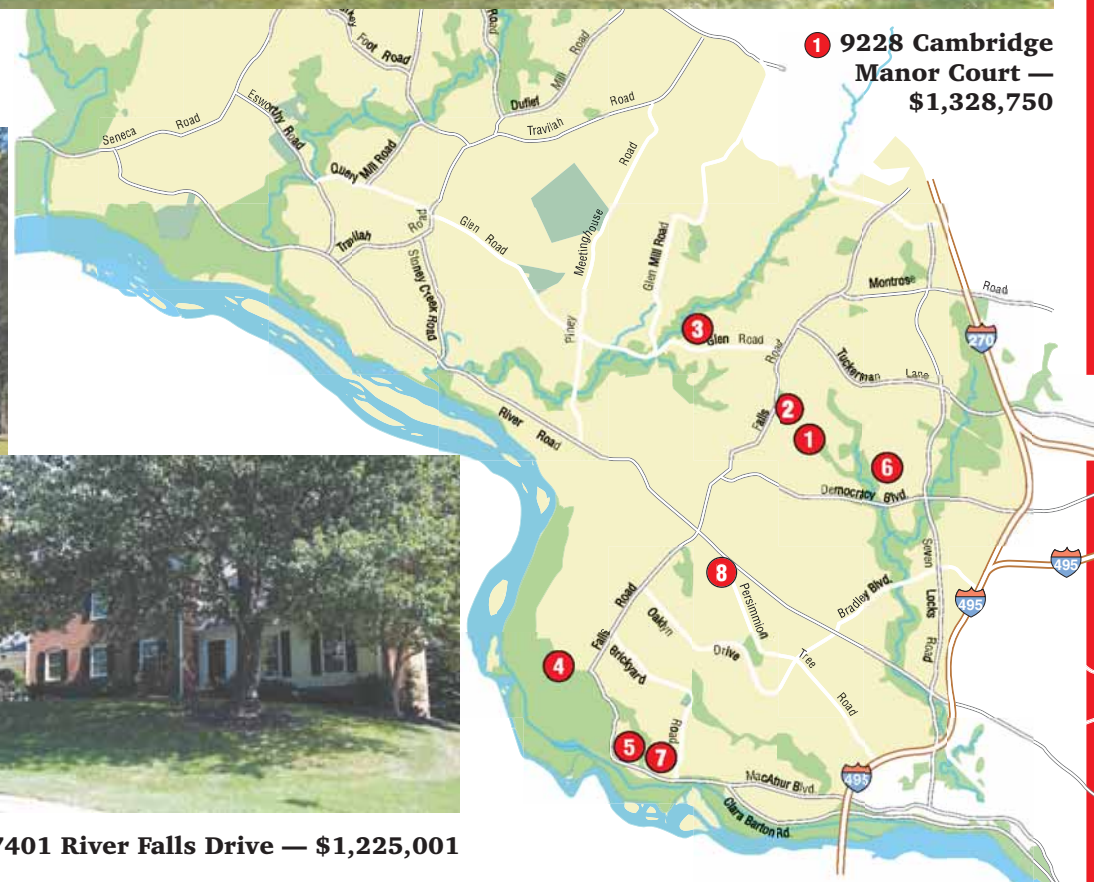 1 9228 Cambridge
Manor Court —
$1,328,750
Road
Foot Road
Mill Road
Dufief
Seneca Road
Esworthy Road
Travilah Road
Query Mill Road
Road
Travilah Road
Glen Road
Meetinghouse
Glen Mill Road
Stoney Creek Road
Piney
Montrose Road
270
3
Glen Road
Road
Tuckerman Lane
Falls
2
1
River Road
6
Democracy Blvd.
Seven Locks Road
495
495
8
Persimmion
Bradley Blvd.
Road
Oaklyn
Falls
Drive
Tree
Brickyard
4
Road
Road
5
7
MacAthur Blvd.
495
Clara Barton Rd.
7401 River Falls Drive — $1,225,001